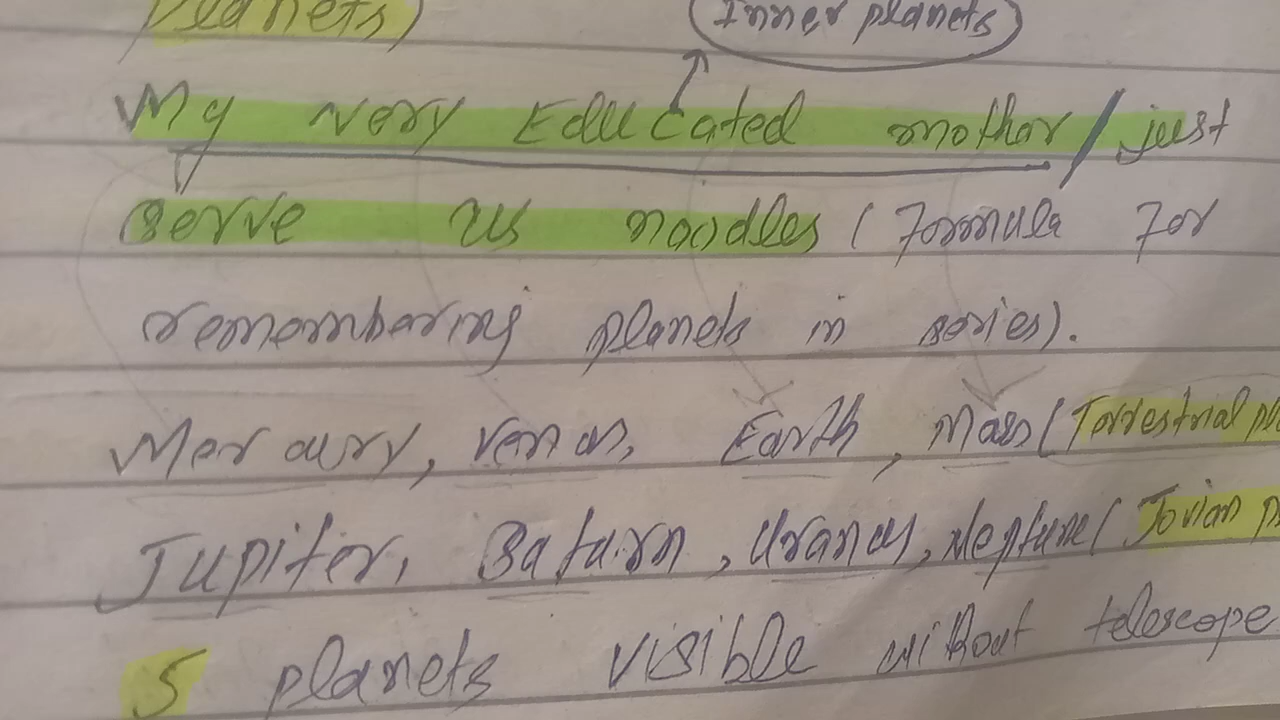 Planets)
Inner planets
My very Educated mother / just
serve us noodles (Formula For
remembering planets in series).
Mercury, venus, Earth, Mars (Terrestrial pl
Jupiter, Saturn, Uranus, Neptune (Jovian p
5 planets visible without telescope